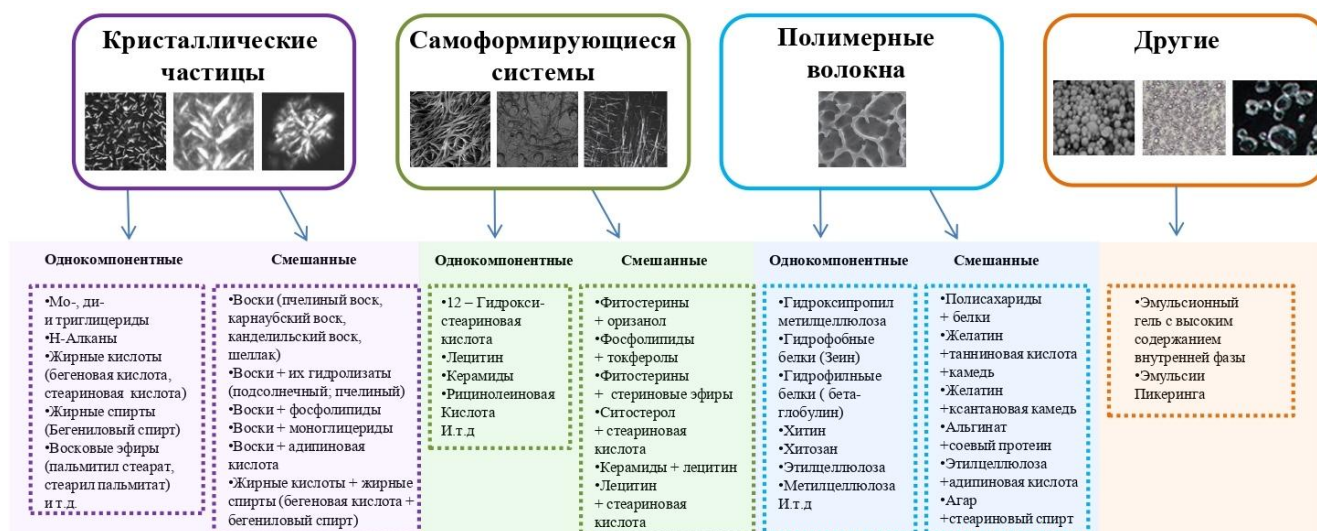 Кристаллические
частицы
Самоформирующиеся
системы
Полимерные
волокна
Другие
Однокомпонентные
•Мо-, ди-
и триглицериды
•Н-Алканы
•Жирные кислоты
(бегеновая кислота,
стеариновая кислота)
•Жирные спирты
(Бегениловый спирт)
•Восковые эфиры
(пальмитил стеарат,
стеарил пальмитат)
и т.д.
Смешанные
•Воски (пчелиный воск,
карнаубский воск,
канделильский воск,
шеллак)
•Воски + их гидролизаты
(подсолнечный; пчелиный)
•Воски + фосфолипиды
•Воски + моноглицериды
•Воски + адипиновая
кислота
•Жирные кислоты + жирные
спирты (бегеновая кислота +
бегениловый спирт)
Однокомпонентные
•12 – Гидрокси-
стеариновая
кислота
•Лецитин
•Керамиды
•Рицинолеиновая
Кислота
И.т.д
Смешанные
•Фитостерины
+ оризанол
•Фосфолипиды
+ токферолы
•Фитостерины
+ стериновые эфиры
•Ситостерол
+ стеариновая
кислота
•Керамиды + лецитин
•Лецитин
+ стеариновая
кислота
Однокомпонентные
•Гидроксипропил
метилцеллюлоза
•Гидрофобные
белки (Зеин)
•Гидрофилньые
белки ( бета-
глобулин)
•Хитин
•Хитозан
•Этилцеллюлоза
•Метилцеллюлоза
И.т.д
Смешанные
•Полисахариды
+ белки
•Желатин
+танниновая кислота
+камедь
•Желатин
+ксантановая камедь
•Альгинат
+соевый протеин
•Этилцеллюлоза
+адипиновая кислота
•Агар
+стеариновый спирт
•Эмульсионный
гель с высоким
содержанием
внутренней фазы
•Эмульсии
Пикеринга